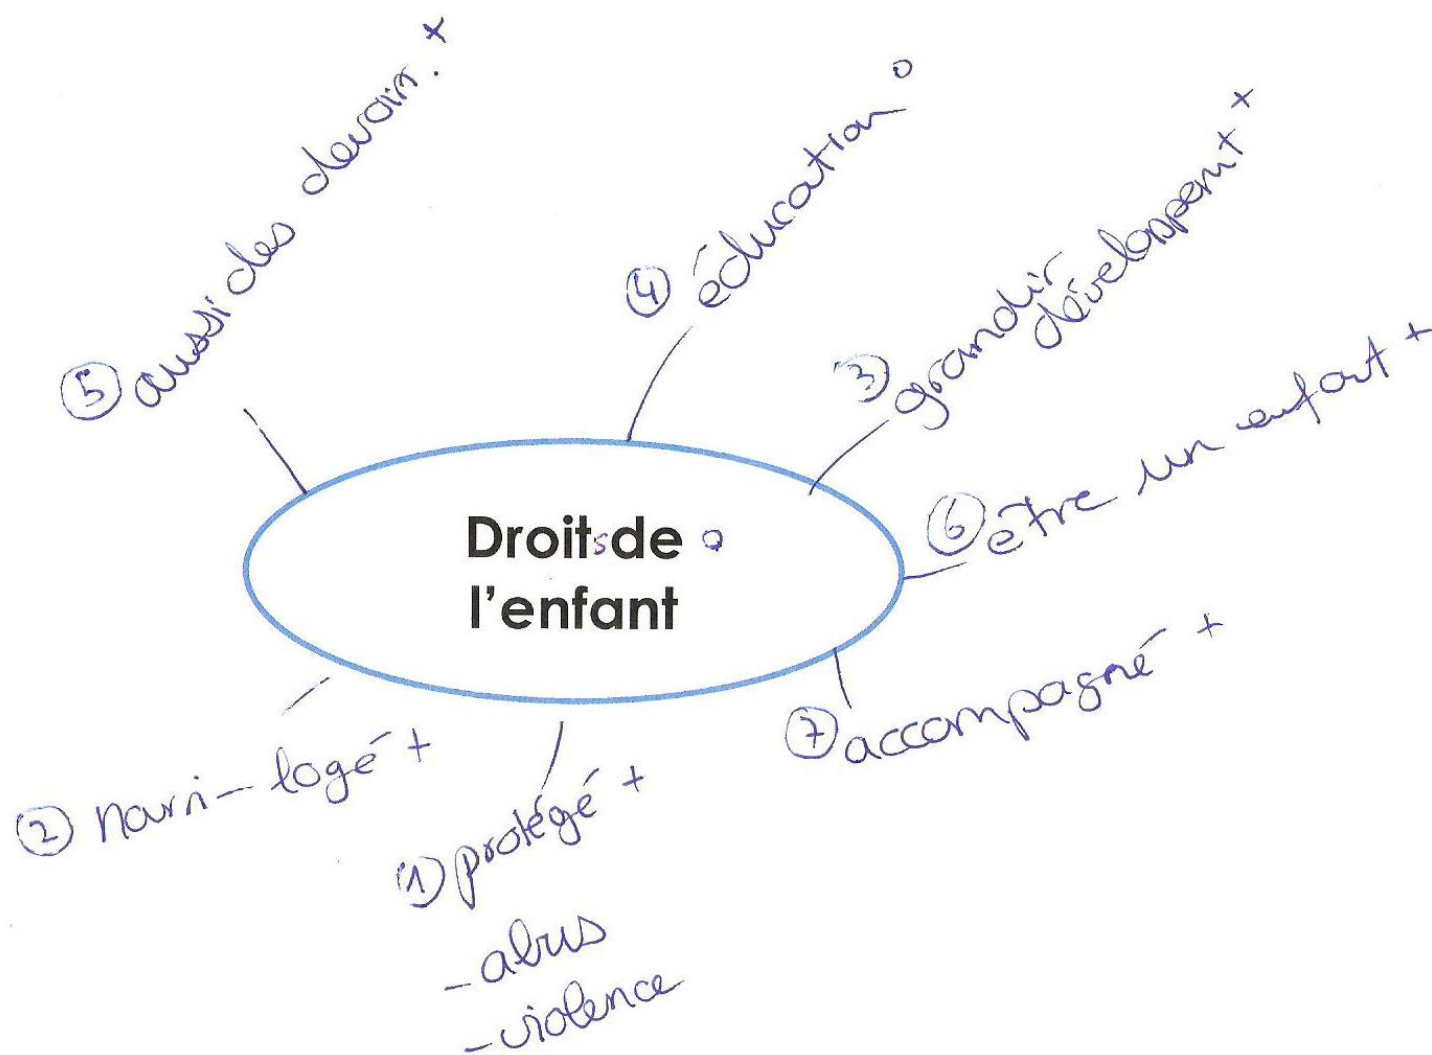 ⑤ aussi des devoirs. +
④ éducation o
③ grandir
développemt + +
⑥ être un enfant +
Droits de o
l'enfant
⑦ accompagné +
② nourri - logé +
① protégé +
- abus
- violence